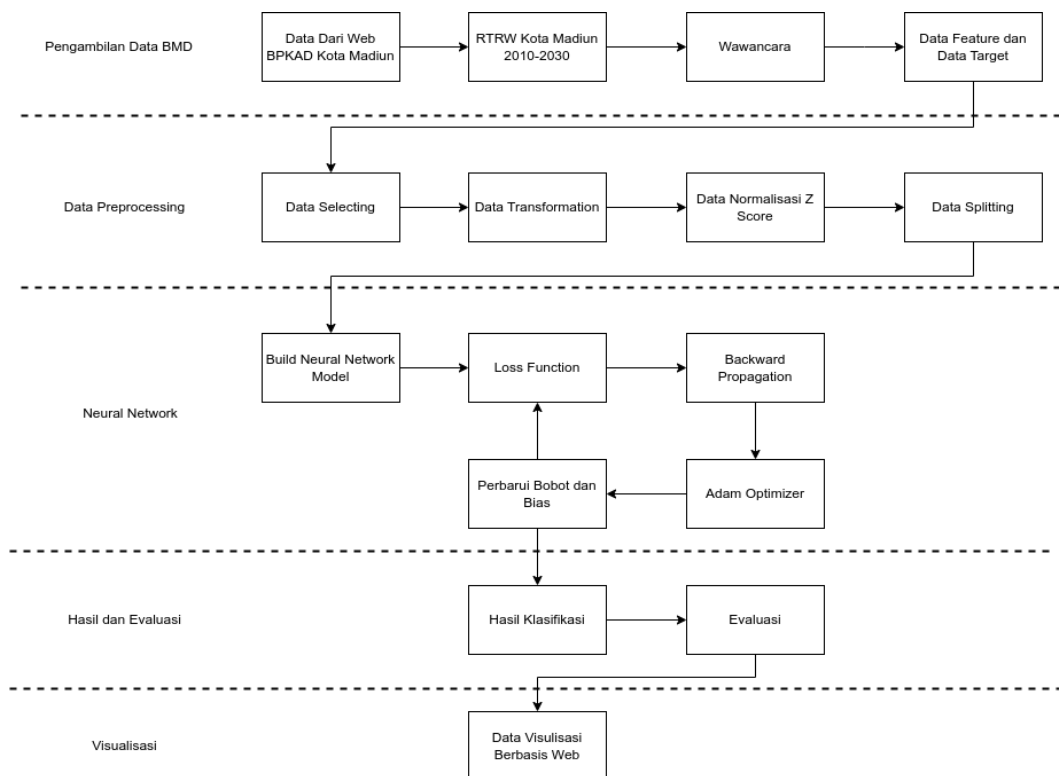 Pengambilan Data BMD
Data Dari Web
BPKAD Kota Madiun
RTRW Kota Madiun
2010-2030
Wawancara
Data Feature dan
Data Target
Data Preprocessing
Data Selecting
Data Transformation
Data Normalisasi Z
Score
Data Splitting
Neural Network
Build Neural Network
Model
Loss Function
Backward
Propagation
Perbarui Bobot dan
Bias
Adam Optimizer
Hasil dan Evaluasi
Hasil Klasifikasi
Evaluasi
Visualisasi
Data Visulisasi
Berbasis Web